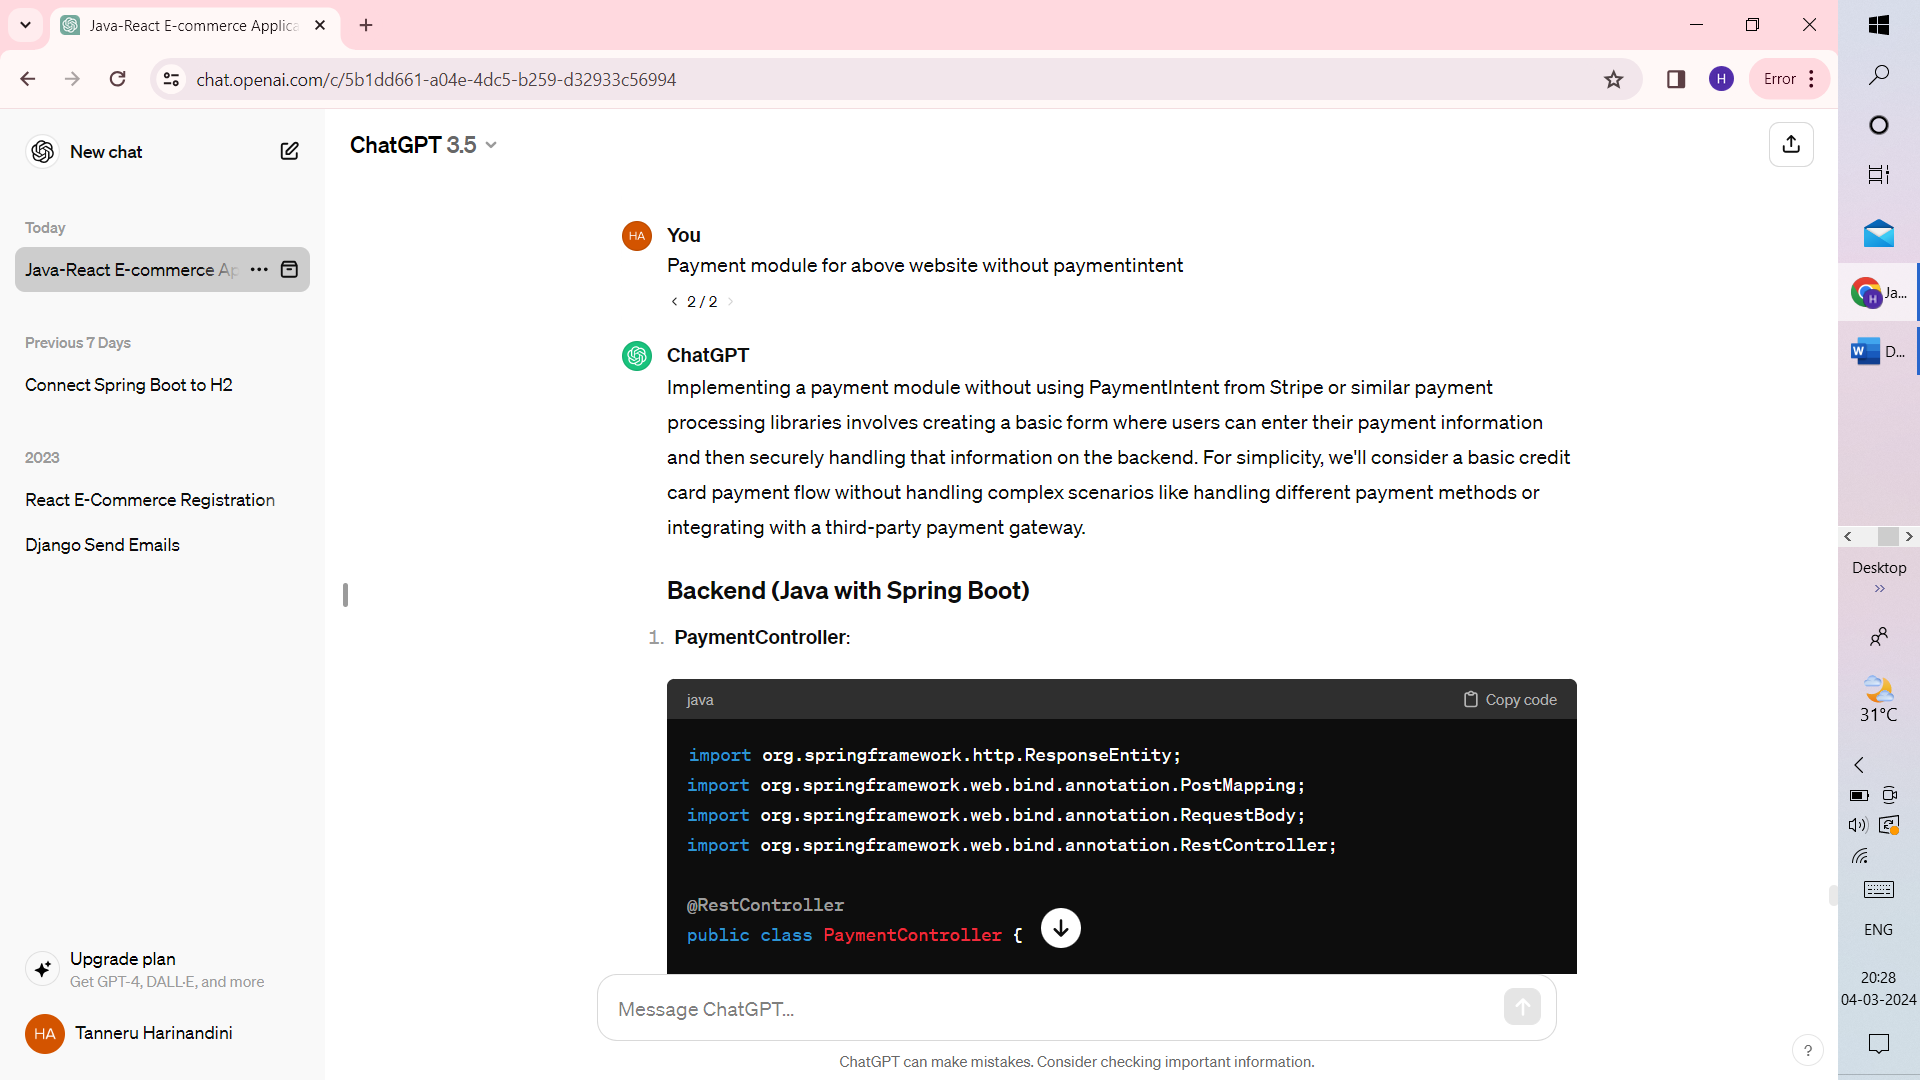 Java-React E-commerce Applica
chat.openai.com/c/5b1dd661-a04e-4dc5-b259-d32933c56994
H
Error
New chat
Today
Java-React E-commerce Ap
Previous 7 Days
Connect Spring Boot to H2
2023
React E-Commerce Registration
Django Send Emails
Upgrade plan
Get GPT-4, DALL·E, and more
HA
Tanneru Harinandini
ChatGPT 3.5
HA
You
Payment module for above website without paymentintent
2 / 2
ChatGPT
Implementing a payment module without using PaymentIntent from Stripe or similar payment
processing libraries involves creating a basic form where users can enter their payment information
and then securely handling that information on the backend. For simplicity, we'll consider a basic credit
card payment flow without handling complex scenarios like handling different payment methods or
integrating with a third-party payment gateway.
Backend (Java with Spring Boot)
1. PaymentController:
java
Copy code
import org.springframework.http.ResponseEntity;
import org.springframework.web.bind.annotation.PostMapping;
import org.springframework.web.bind.annotation.RequestBody;
import org.springframework.web.bind.annotation.RestController;
@RestController
public class PaymentController {
Message ChatGPT...
ChatGPT can make mistakes. Consider checking important information.
?
H
Ja...
W
D...
Desktop
31°C
ENG
20:28
04-03-2024